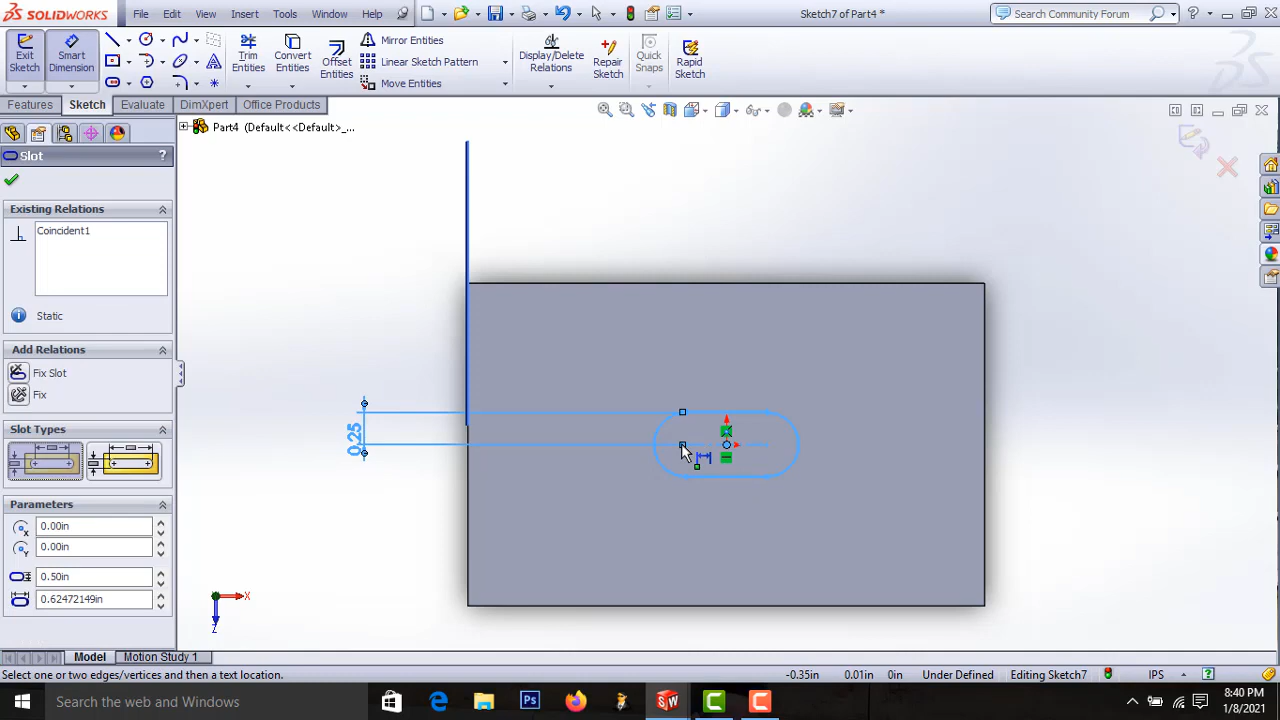 SOLIDWORKS File Edit View Insert Tools Window Help Sketch7 of Part4 * Search Community Forum
Exit Sketch Smart Dimension Trim Entities Convert Entities Offset Entities Mirror Entities Linear Sketch Pattern Move Entities Display/Delete Relations Repair Sketch Quick Snaps Rapid Sketch
Features Sketch Evaluate DimXpert Office Products
Part4 (Default<<Default>_...
Slot ?
Existing Relations
Coincident1
Static
Add Relations
Fix Slot
Fix
Slot Types
Parameters
0.00in
0.00in
0.50in
0.62472149in
0.25
X
Z
Model Motion Study 1
Select one or two edges/vertices and then a text location. -0.35in 0.01in 0in Under Defined Editing Sketch7 IPS
Search the web and Windows
8:40 PM
1/8/2021